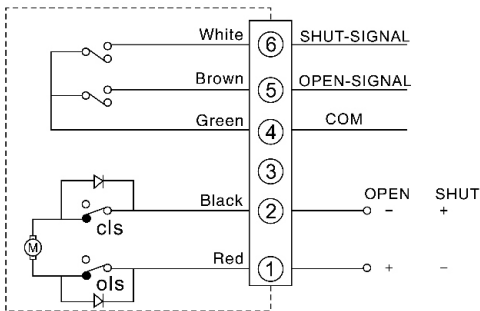 White 6 SHUT-SIGNAL
Brown 5 OPEN-SIGNAL
Green 4 COM
3
OPEN SHUT
Black 2 - +
cls
M
Red 1 + -
ols